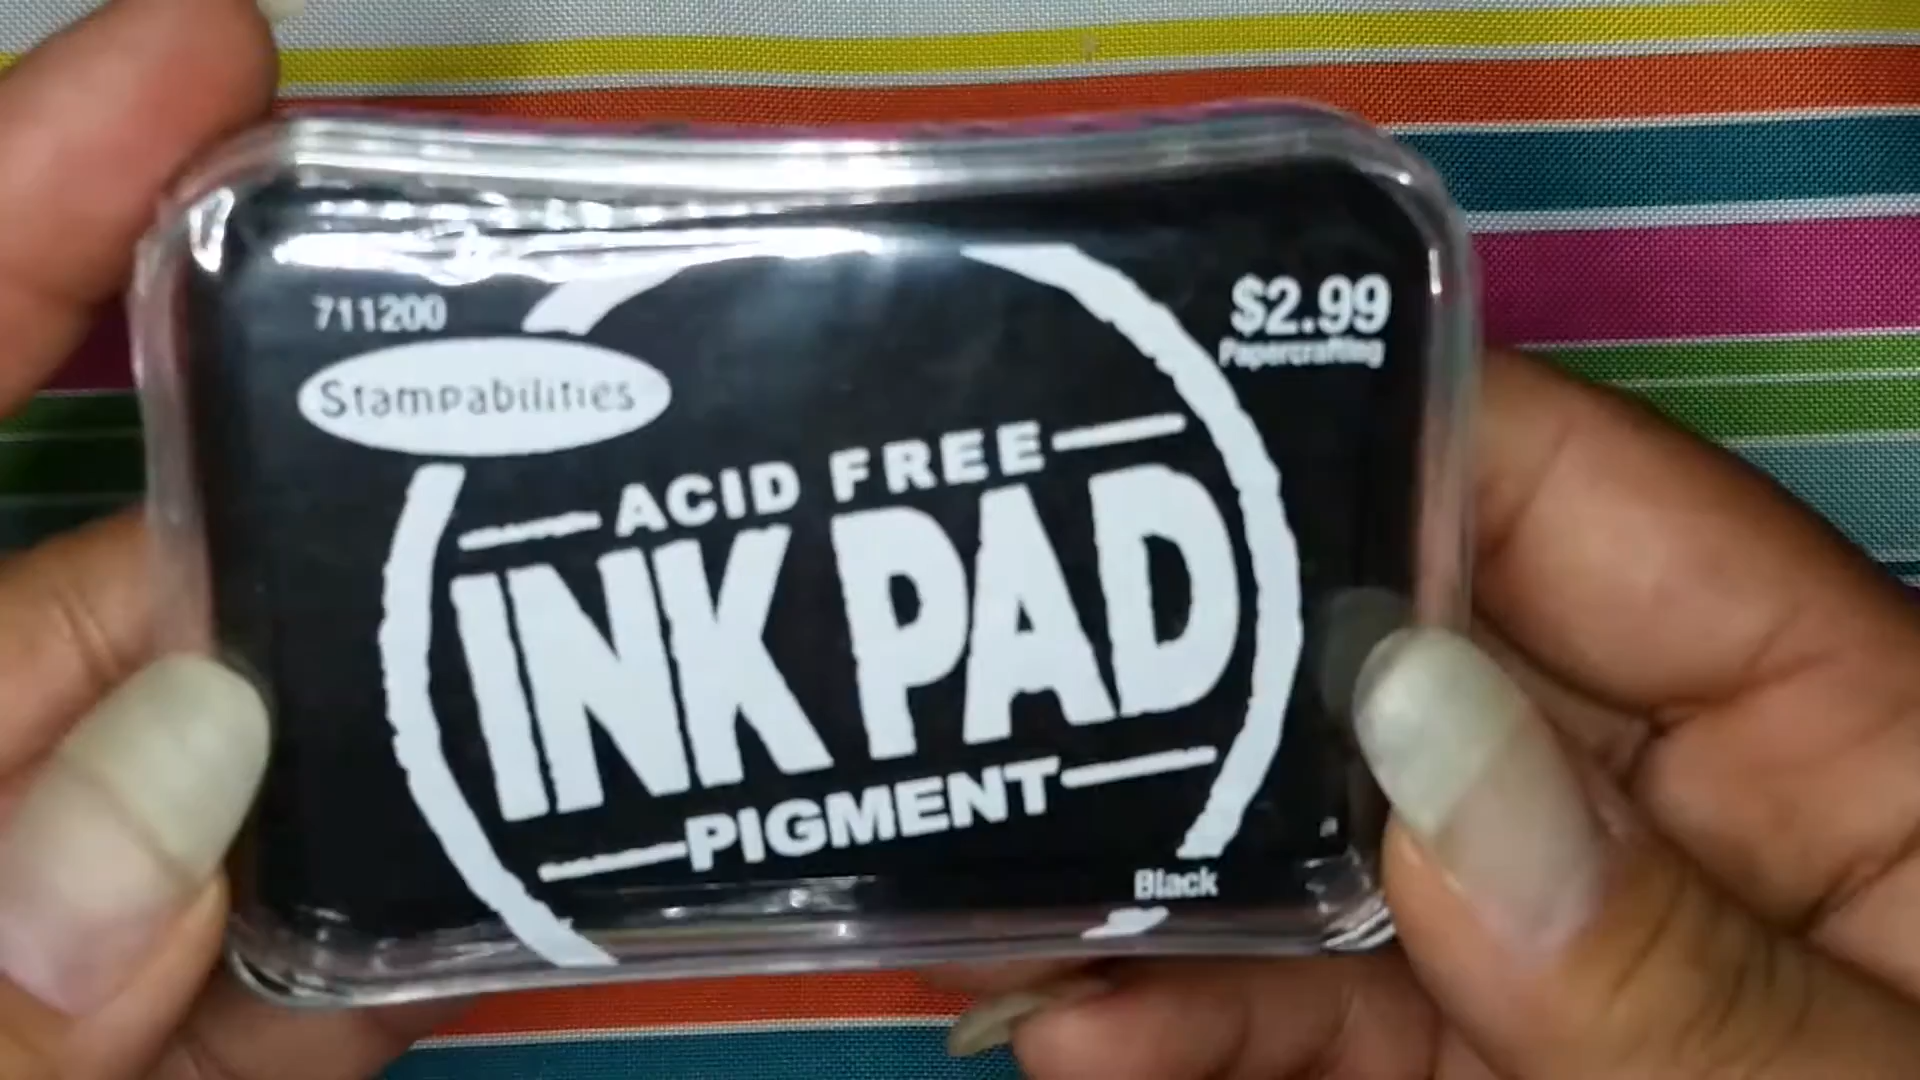 711200
$2.99
Papercrafting
Stampabilities
ACID FREE
INK PAD
PIGMENT
Black